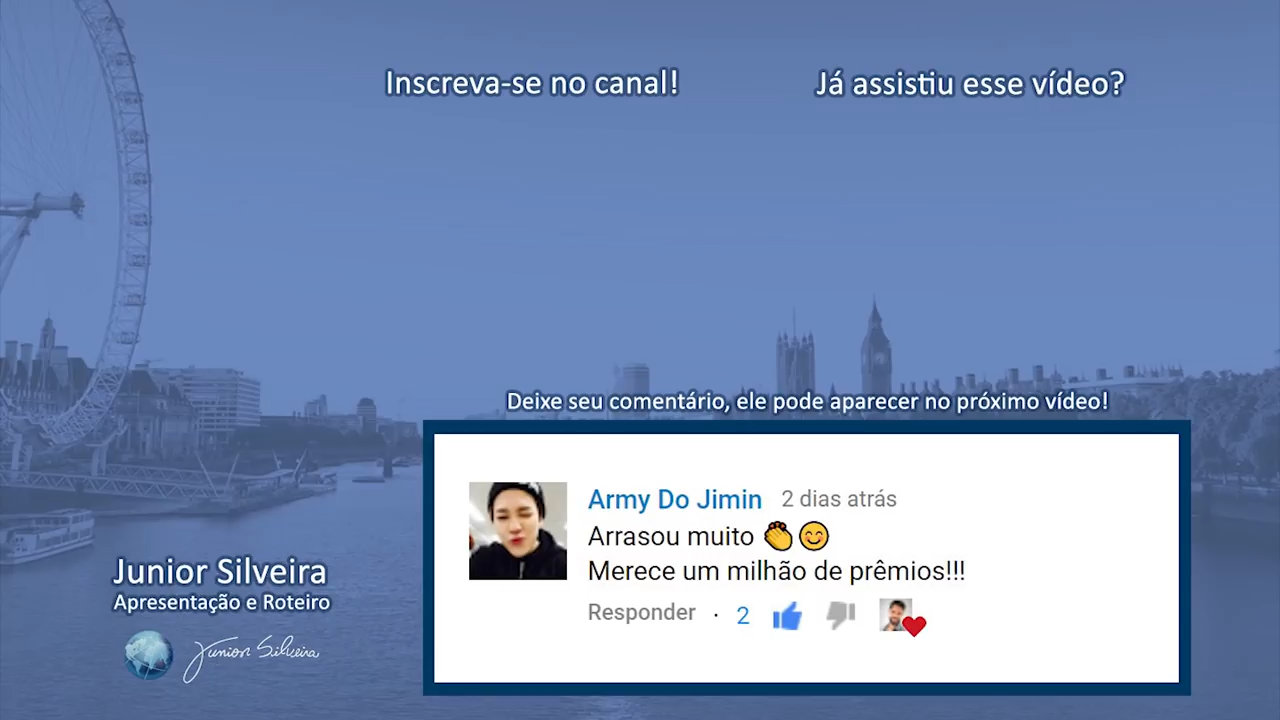 Inscreva-se no canal!
Já assistiu esse vídeo?
Deixe seu comentário, ele pode aparecer no próximo vídeo!
Army Do Jimin 2 dias atrás
Arrasou muito 👏😊
Merece um milhão de prêmios!!!
Responder · 2
Junior Silveira
Apresentação e Roteiro
Junior Silveira